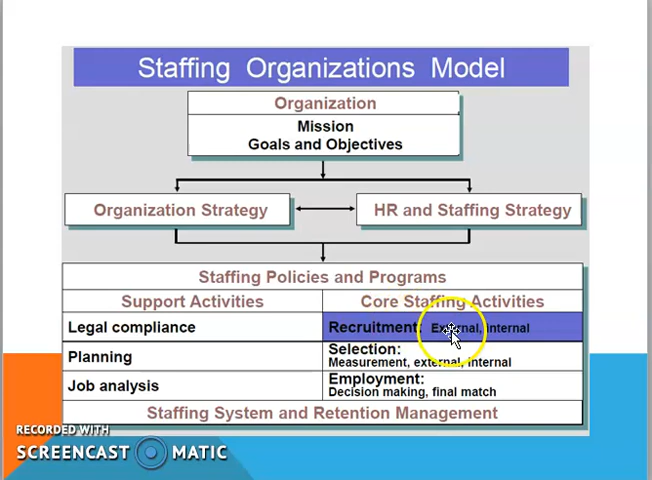 Staffing Organizations Model
Organization
Mission
Goals and Objectives
Organization Strategy
HR and Staffing Strategy
Staffing Policies and Programs
Support Activities
Core Staffing Activities
Legal compliance
Recruitment: External, internal
Planning
Selection:
Measurement, external, internal
Job analysis
Employment:
Decision making, final match
Staffing System and Retention Management
RECORDED WITH
SCREENCAST MATIC